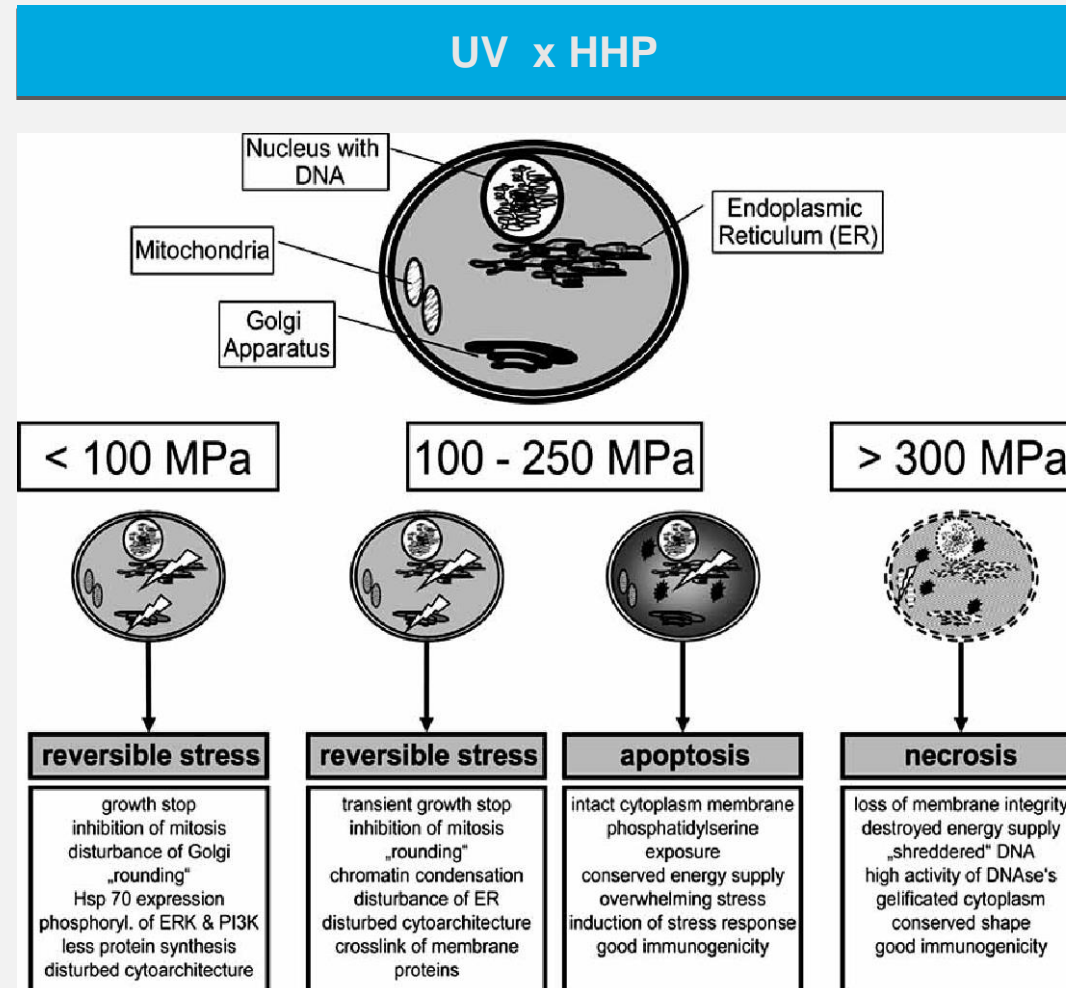 UV x HHP
Nucleus with
DNA
Mitochondria
Golgi
Apparatus
Endoplasmic
Reticulum (ER)
< 100 MPa
100 - 250 MPa
> 300 MPa
reversible stress
growth stop
inhibition of mitosis
disturbance of Golgi
„rounding“
Hsp 70 expression
phosphoryl. of ERK & PI3K
less protein synthesis
disturbed cytoarchitecture
reversible stress
transient growth stop
inhibition of mitosis
„rounding“
chromatin condensation
disturbance of ER
disturbed cytoarchitecture
crosslink of membrane
proteins
apoptosis
intact cytoplasm membrane
phosphatidylserine
exposure
conserved energy supply
overwhelming stress
induction of stress response
good immunogenicity
necrosis
loss of membrane integrity
destroyed energy supply
„shreddered“ DNA
high activity of DNAse's
gelificated cytoplasm
conserved shape
good immunogenicity